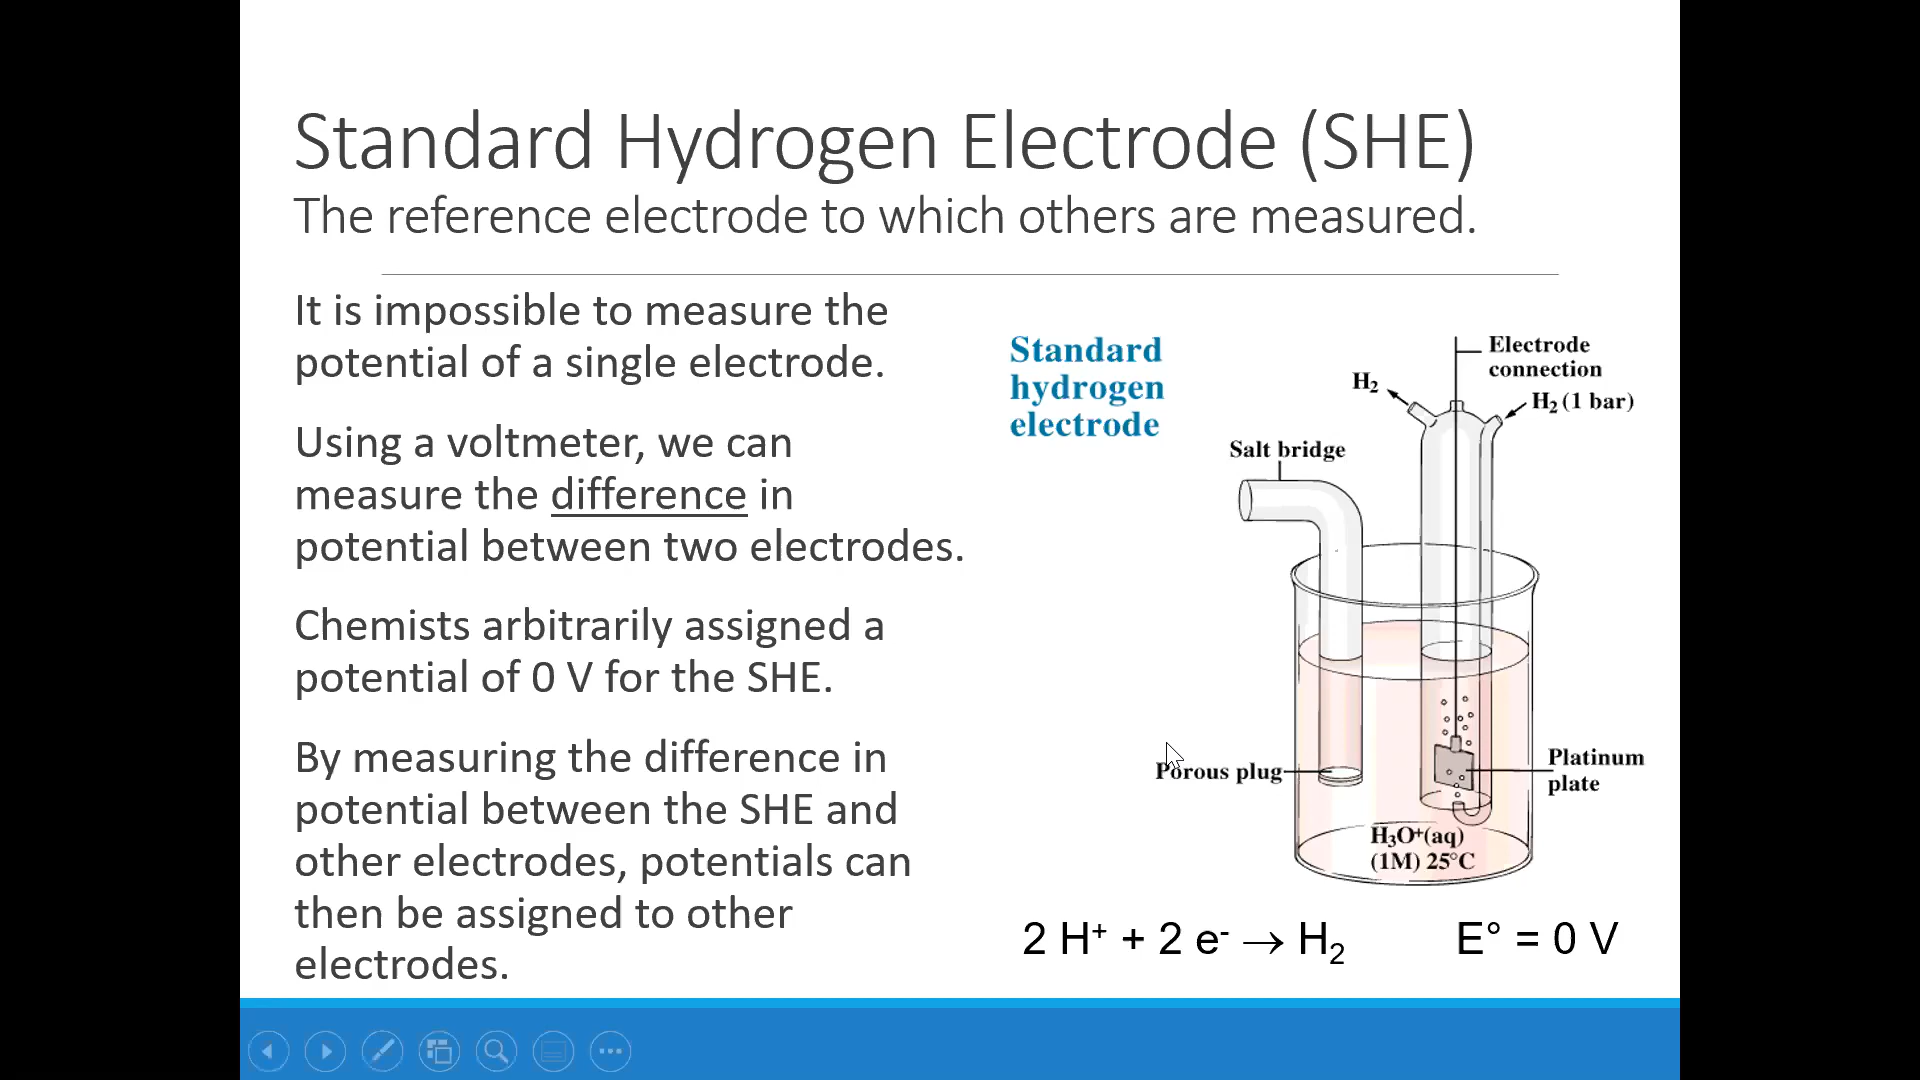 Standard Hydrogen Electrode (SHE)
The reference electrode to which others are measured.
It is impossible to measure the
potential of a single electrode.
Using a voltmeter, we can
measure the difference in
potential between two electrodes.
Chemists arbitrarily assigned a
potential of 0 V for the SHE.
By measuring the difference in
potential between the SHE and
other electrodes, potentials can
then be assigned to other
electrodes.
Standard
hydrogen
electrode
Electrode
connection
H₂
H₂ (1 bar)
Salt bridge
Porous plug
Platinum
plate
H₃O⁺(aq)
(1M) 25°C
2 H⁺ + 2 e⁻ → H₂
E° = 0 V